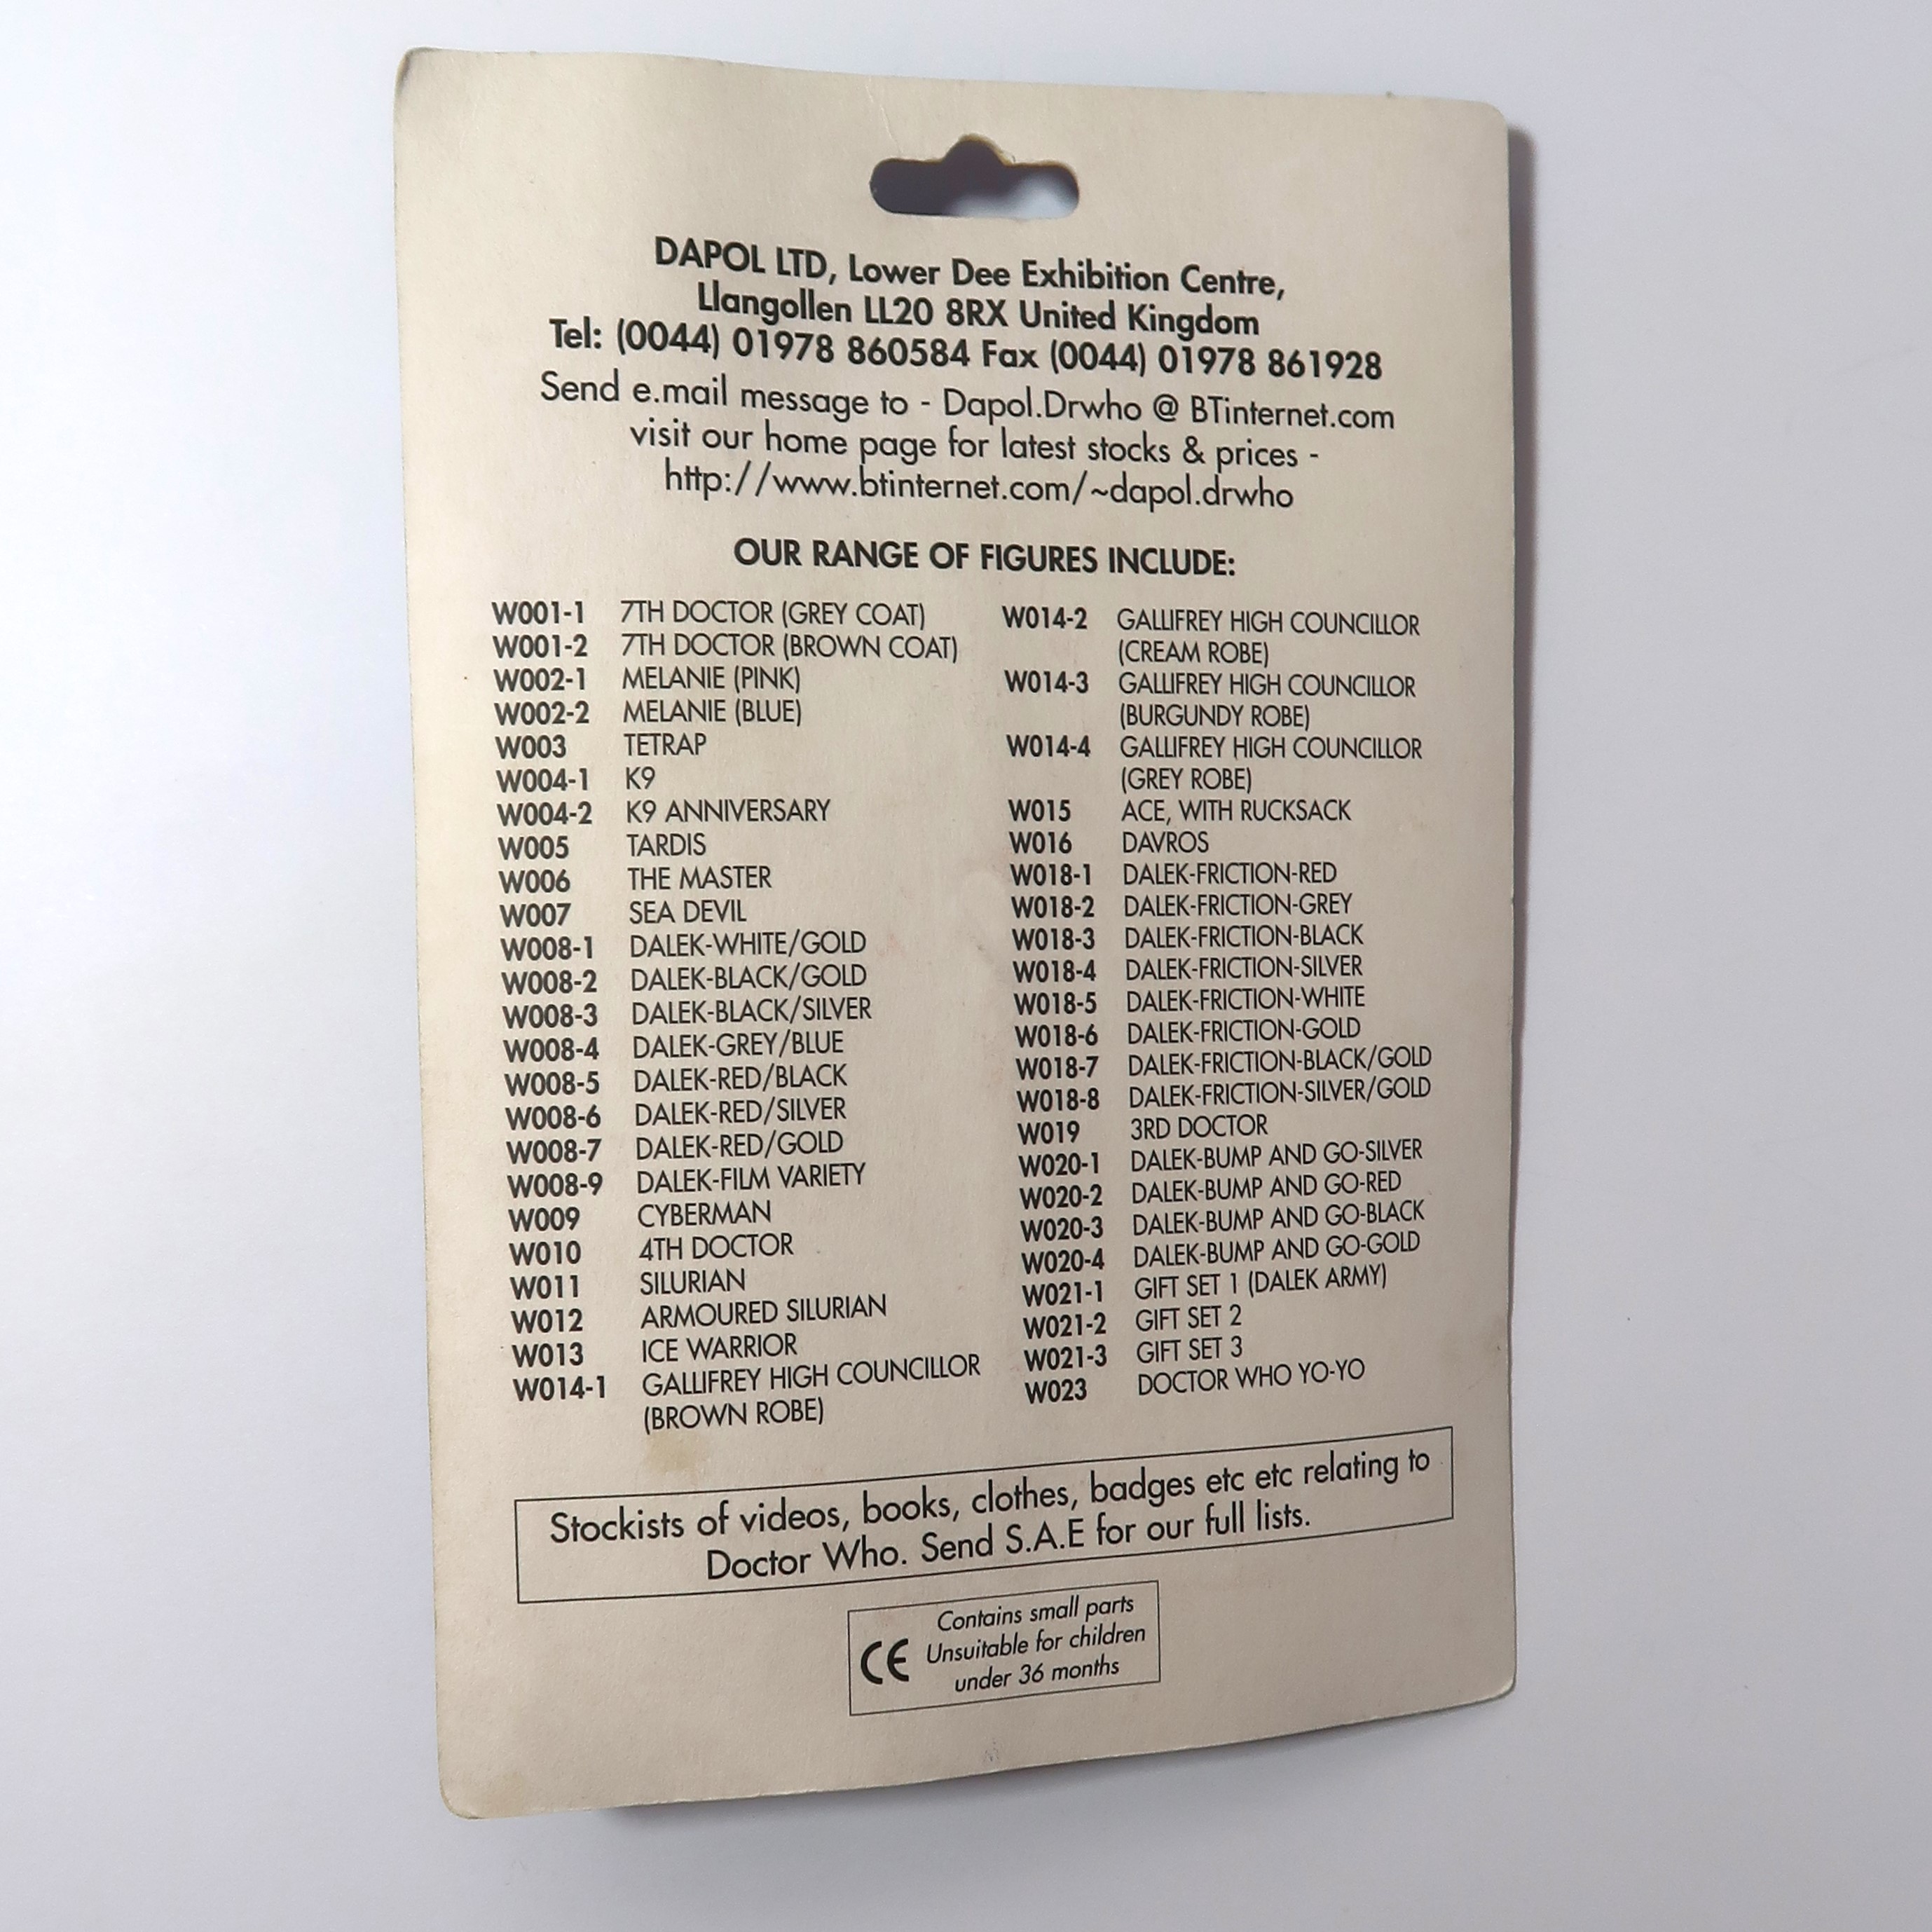 DAPOL LTD, Lower Dee Exhibition Centre,
Llangollen LL20 8RX United Kingdom
Tel: (0044) 01978 860584 Fax (0044) 01978 861928
Send e.mail message to - Dapol.Drwho @ BTinternet.com
visit our home page for latest stocks & prices -
http://www.btinternet.com/~dapol.drwho
OUR RANGE OF FIGURES INCLUDE:
W001-1 7TH DOCTOR (GREY COAT)
W001-2 7TH DOCTOR (BROWN COAT)
W002-1 MELANIE (PINK)
W002-2 MELANIE (BLUE)
W003 TETRAP
W004-1 K9
W004-2 K9 ANNIVERSARY
W005 TARDIS
W006 THE MASTER
W007 SEA DEVIL
W008-1 DALEK-WHITE/GOLD
W008-2 DALEK-BLACK/GOLD
W008-3 DALEK-BLACK/SILVER
W008-4 DALEK-GREY/BLUE
W008-5 DALEK-RED/BLACK
W008-6 DALEK-RED/SILVER
W008-7 DALEK-RED/GOLD
W008-9 DALEK-FILM VARIETY
W009 CYBERMAN
W010 4TH DOCTOR
W011 SILURIAN
W012 ARMOURED SILURIAN
W013 ICE WARRIOR
W014-1 GALLIFREY HIGH COUNCILLOR
(BROWN ROBE)
W014-2 GALLIFREY HIGH COUNCILLOR
(CREAM ROBE)
W014-3 GALLIFREY HIGH COUNCILLOR
(BURGUNDY ROBE)
W014-4 GALLIFREY HIGH COUNCILLOR
(GREY ROBE)
W015 ACE, WITH RUCKSACK
W016 DAVROS
W018-1 DALEK-FRICTION-RED
W018-2 DALEK-FRICTION-GREY
W018-3 DALEK-FRICTION-BLACK
W018-4 DALEK-FRICTION-SILVER
W018-5 DALEK-FRICTION-WHITE
W018-6 DALEK-FRICTION-GOLD
W018-7 DALEK-FRICTION-BLACK/GOLD
W018-8 DALEK-FRICTION-SILVER/GOLD
W019 3RD DOCTOR
W020-1 DALEK-BUMP AND GO-SILVER
W020-2 DALEK-BUMP AND GO-RED
W020-3 DALEK-BUMP AND GO-BLACK
W020-4 DALEK-BUMP AND GO-GOLD
W021-1 GIFT SET 1 (DALEK ARMY)
W021-2 GIFT SET 2
W021-3 GIFT SET 3
W023 DOCTOR WHO YO-YO
Stockists of videos, books, clothes, badges etc etc relating to
Doctor Who. Send S.A.E for our full lists.
CE
Contains small parts
Unsuitable for children
under 36 months